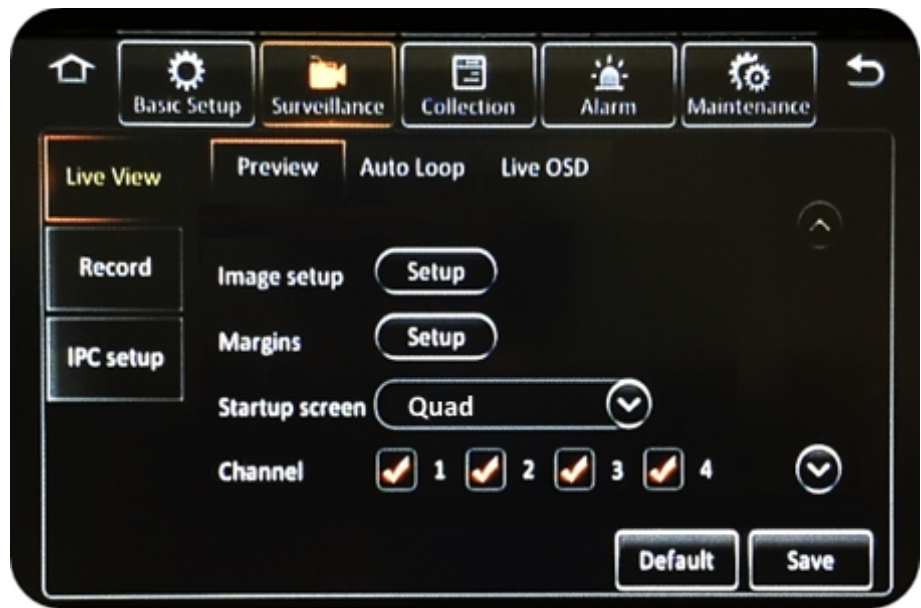 Basic Setup Surveillance Collection Alarm Maintenance
Live View Preview Auto Loop Live OSD
Record
Image setup Setup
IPC setup
Margins Setup
Startup screen Quad
Channel 1 2 3 4
Default Save